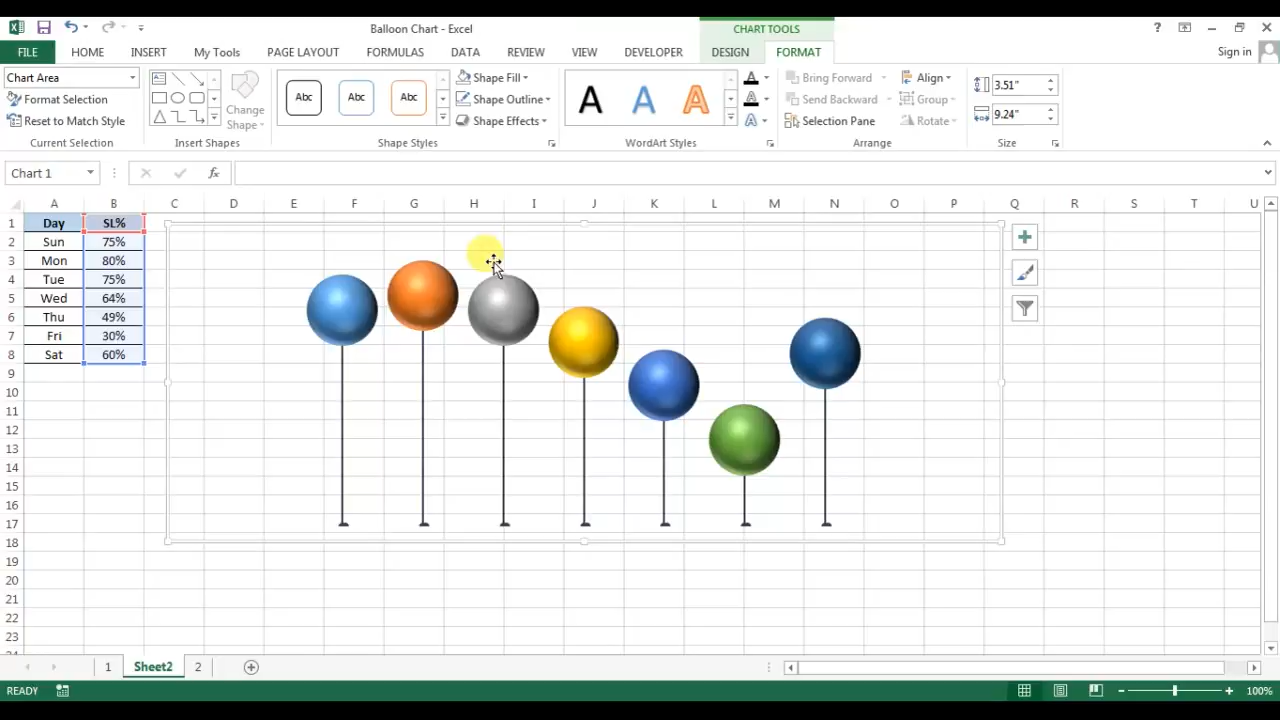 Balloon Chart - Excel
CHART TOOLS
?
FILE HOME INSERT My Tools PAGE LAYOUT FORMULAS DATA REVIEW VIEW DEVELOPER DESIGN FORMAT Sign in
Chart Area
Format Selection
Reset to Match Style
Current Selection
Change
Shape
Insert Shapes
Abc Abc Abc
Shape Fill
Shape Outline
Shape Effects
Shape Styles
A A A
WordArt Styles
Bring Forward
Send Backward
Selection Pane
Align
Group
Rotate
Arrange
3.51"
9.24"
Size
Chart 1
fx
A B C D E F G H I J K L M N O P Q R S T U
1 Day SL%
2 Sun 75%
3 Mon 80%
4 Tue 75%
5 Wed 64%
6 Thu 49%
7 Fri 30%
8 Sat 60%
9
10
11
12
13
14
15
16
17
18
19
20
21
22
23
1 Sheet2 2
READY
100%